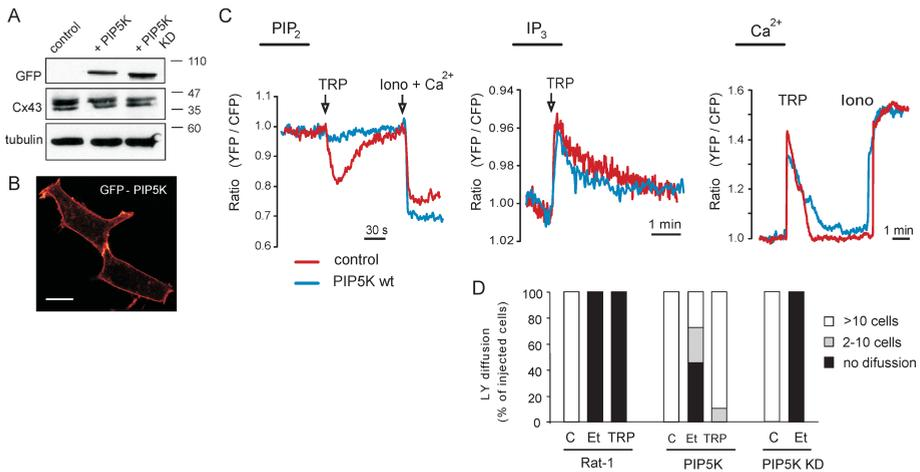 A
control
+ PIP5K
+ PIP5K KD
GFP
Cx43
tubulin
110
47
35
60
B
GFP - PIP5K
C
PIP2
TRP
Iono + Ca2+
Ratio (YFP / CFP)
1.1
1.0
0.9
0.8
0.7
0.6
30 s
control
PIP5K wt
IP3
TRP
Ratio (YFP / CFP)
0.94
0.96
0.98
1.00
1.02
1 min
Ca2+
TRP
Iono
Ratio (YFP / CFP)
1.6
1.4
1.2
1.0
1 min
D
LY diffusion
(% of injected cells)
100
80
60
40
20
0
C Et TRP
C Et TRP
C Et
Rat-1
PIP5K
PIP5K KD
>10 cells
2-10 cells
no difussion